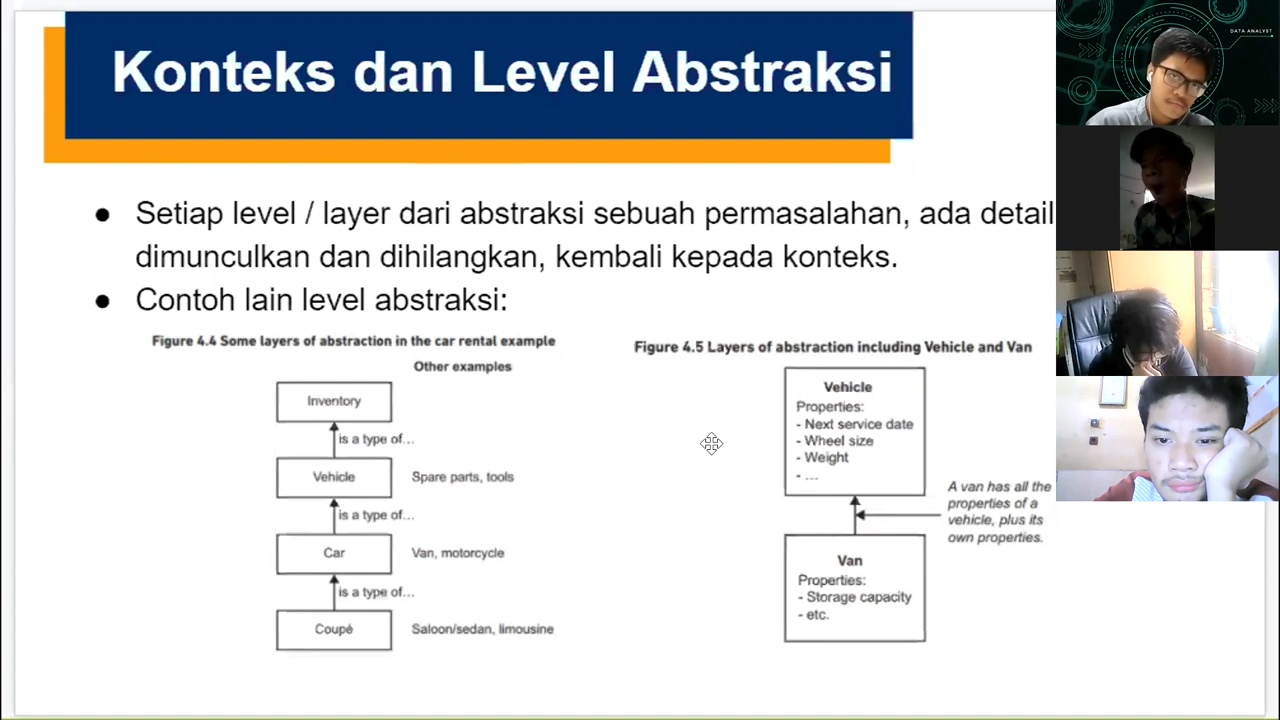 Konteks dan Level Abstraksi
DATA ANALYST
● Setiap level / layer dari abstraksi sebuah permasalahan, ada detail
dimunculkan dan dihilangkan, kembali kepada konteks.
● Contoh lain level abstraksi:
Figure 4.4 Some layers of abstraction in the car rental example
Other examples
Inventory
is a type of...
Vehicle
Spare parts, tools
is a type of...
Car
Van, motorcycle
is a type of...
Coupé
Saloon/sedan, limousine
Figure 4.5 Layers of abstraction including Vehicle and Van
Vehicle
Properties:
- Next service date
- Wheel size
- Weight
- ...
A van has all the
properties of a
vehicle, plus its
own properties.
Van
Properties:
- Storage capacity
- etc.